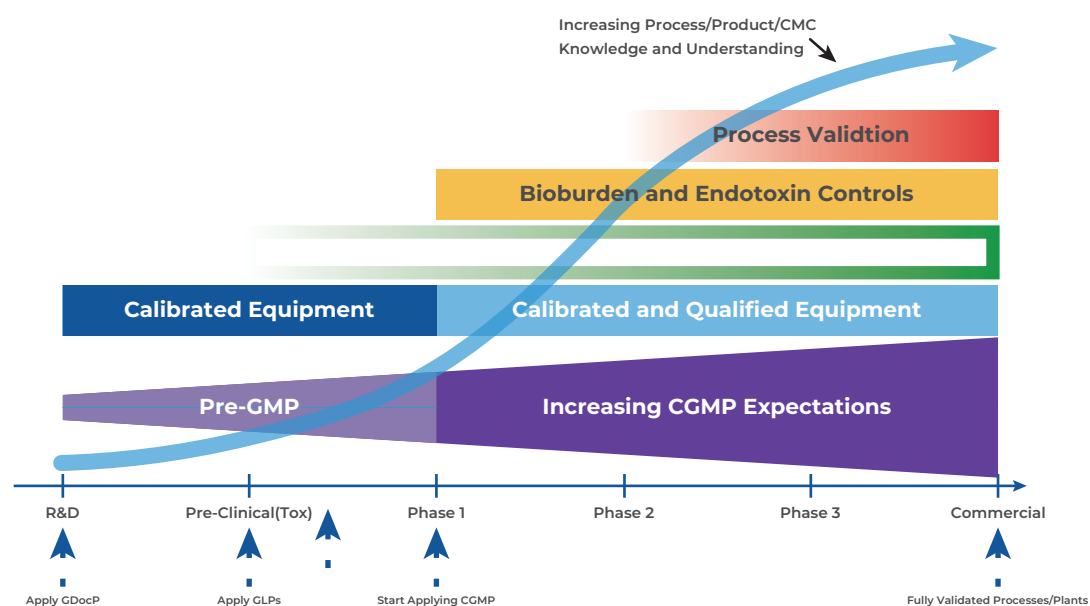 Increasing Process/Product/CMC
Knowledge and Understanding
Process Validtion
Bioburden and Endotoxin Controls
Calibrated Equipment
Calibrated and Qualified Equipment
Pre-GMP
Increasing CGMP Expectations
R&D
Pre-Clinical(Tox)
Phase 1
Phase 2
Phase 3
Commercial
Apply GDocP
Apply GLPs
Start Applying CGMP
Fully Validated Processes/Plants